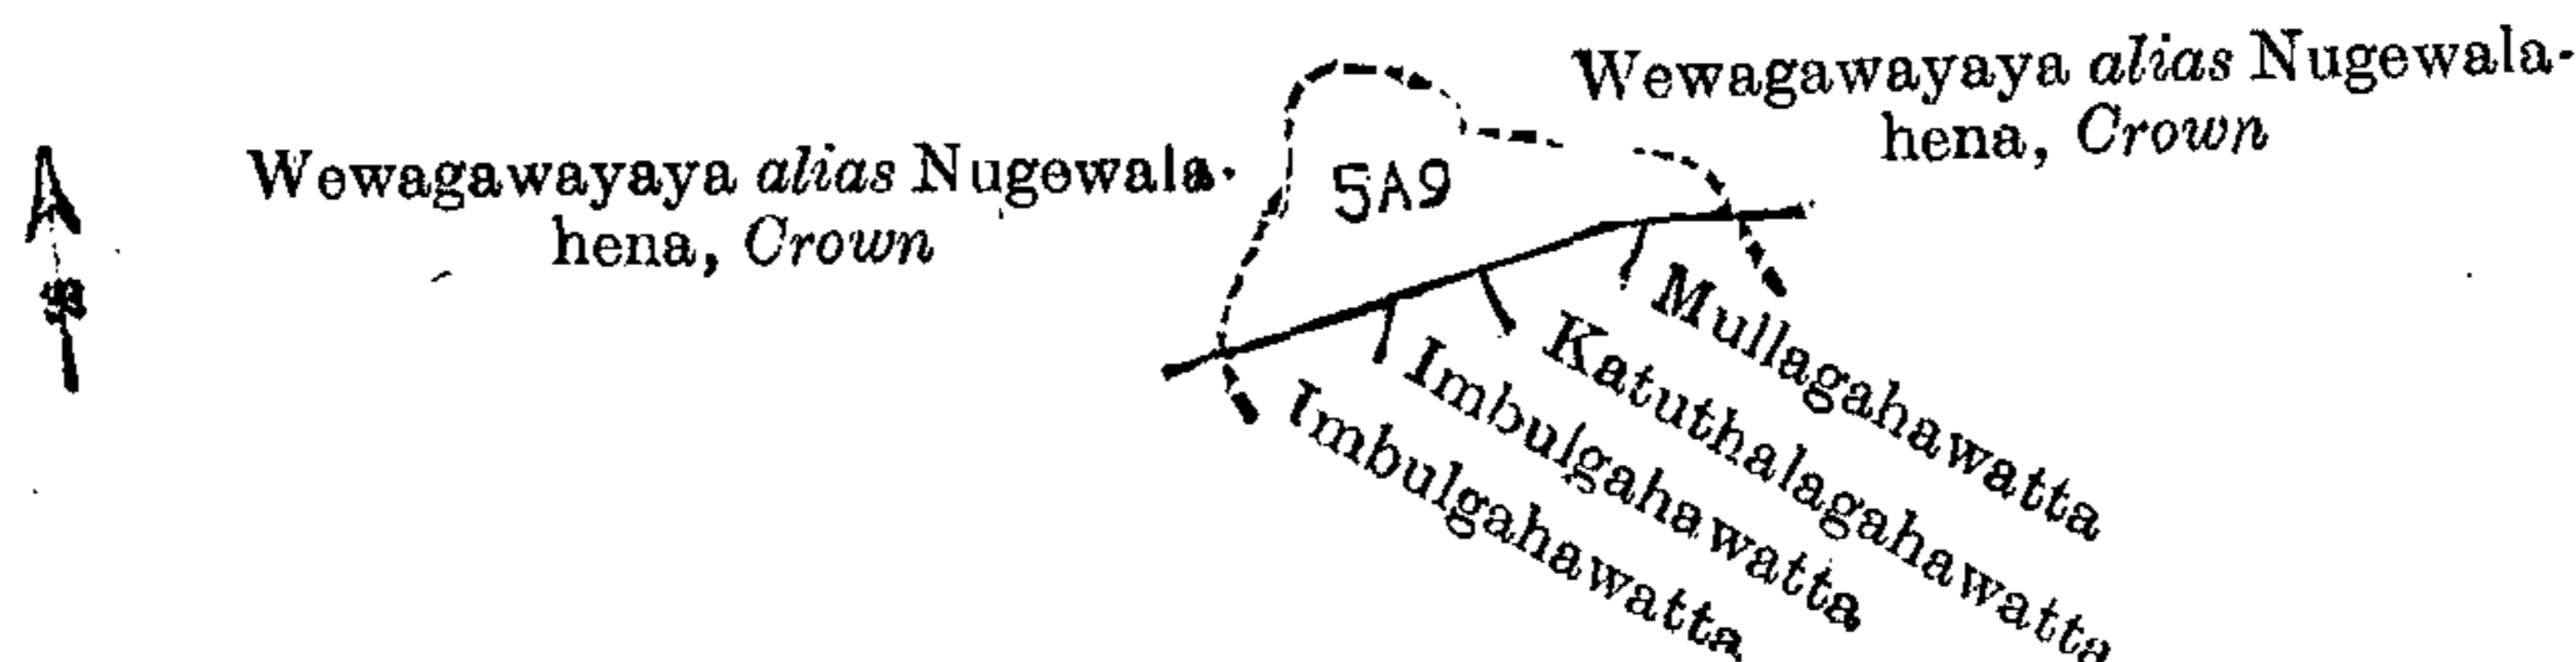 Wewagawayaya alias Nugewala-
hena, Crown
Wewagawayaya alias Nugewala-
hena, Crown
5A9
Mullagahawatta
Katuthalagahawatta
Imbulgahawatta
Imbulgahawatta